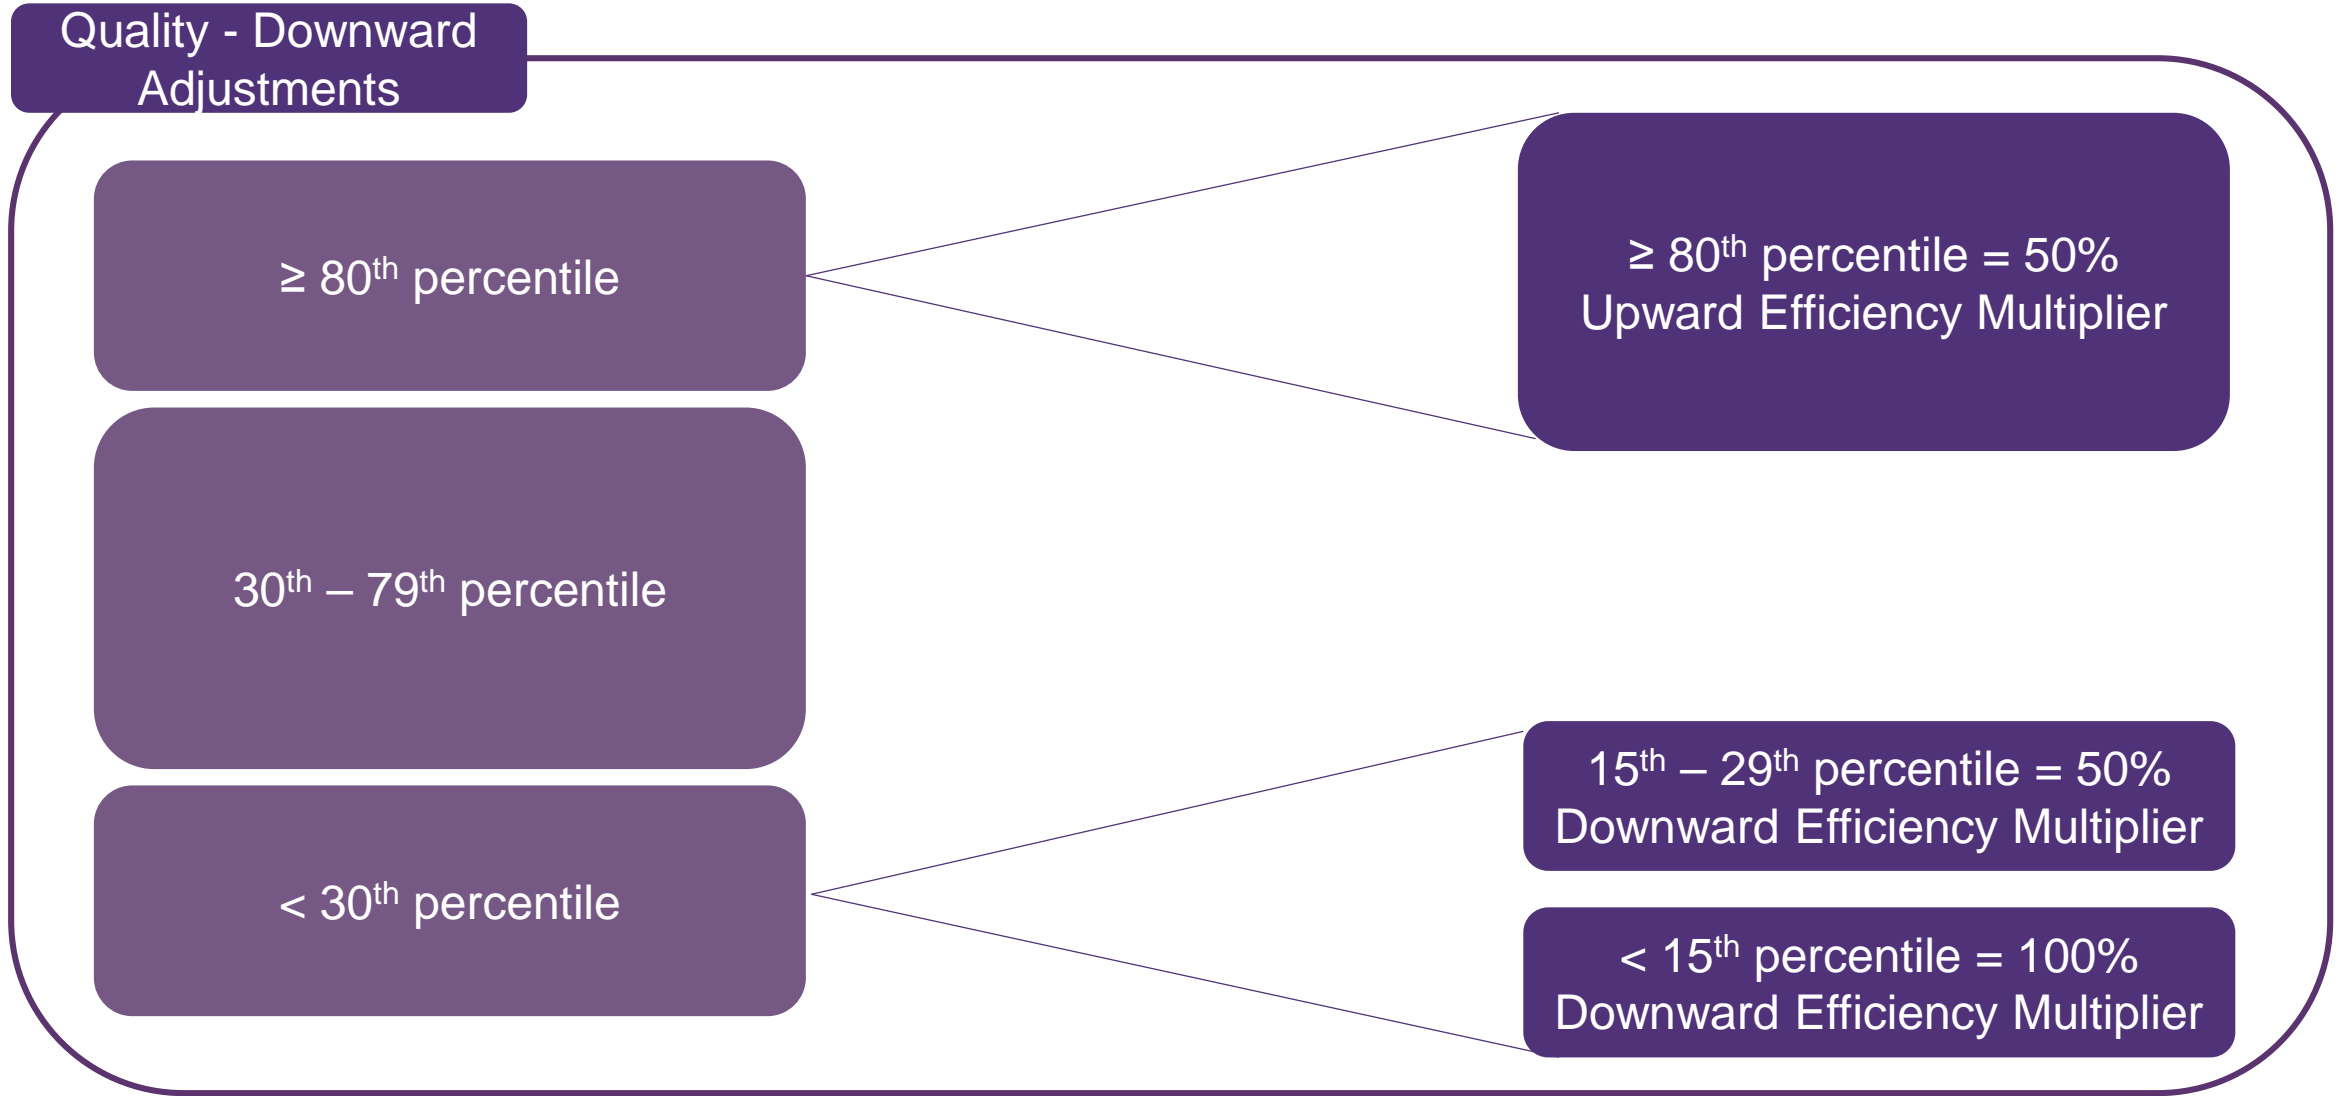 Quality - Downward
Adjustments
≥ 80th percentile
≥ 80th percentile = 50%
Upward Efficiency Multiplier
30th – 79th percentile
< 30th percentile
15th – 29th percentile = 50%
Downward Efficiency Multiplier
< 15th percentile = 100%
Downward Efficiency Multiplier